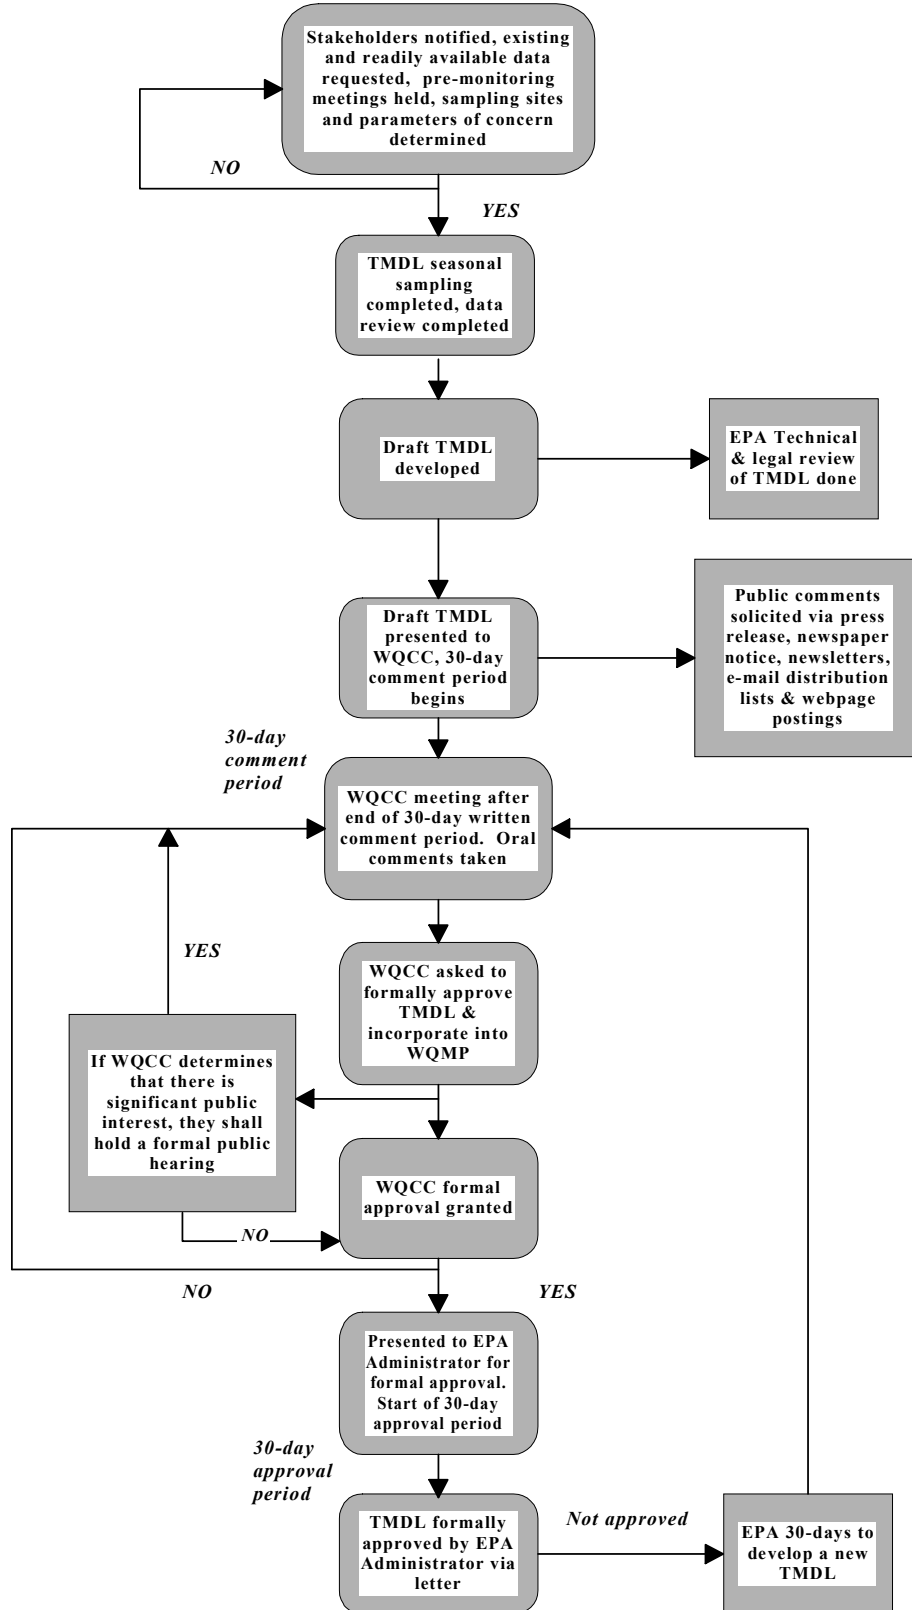 Stakeholders notified, existing
and readily available data
requested, pre-monitoring
meetings held, sampling sites
and parameters of concern
determined
NO
YES
TMDL seasonal
sampling
completed, data
review completed
Draft TMDL
developed
EPA Technical
& legal review
of TMDL done
Draft TMDL
presented to
WQCC, 30-day
comment period
begins
Public comments
solicited via press
release, newspaper
notice, newsletters,
e-mail distribution
lists & webpage
postings
30-day
comment
period
WQCC meeting after
end of 30-day written
comment period. Oral
comments taken
YES
WQCC asked to
formally approve
TMDL &
incorporate into
WQMP
If WQCC determines
that there is
significant public
interest, they shall
hold a formal public
hearing
WQCC formal
approval granted
NO
NO
YES
Presented to EPA
Administrator for
formal approval.
Start of 30-day
approval period
30-day
approval
period
TMDL formally
approved by EPA
Administrator via
letter
Not approved
EPA 30-days to
develop a new
TMDL